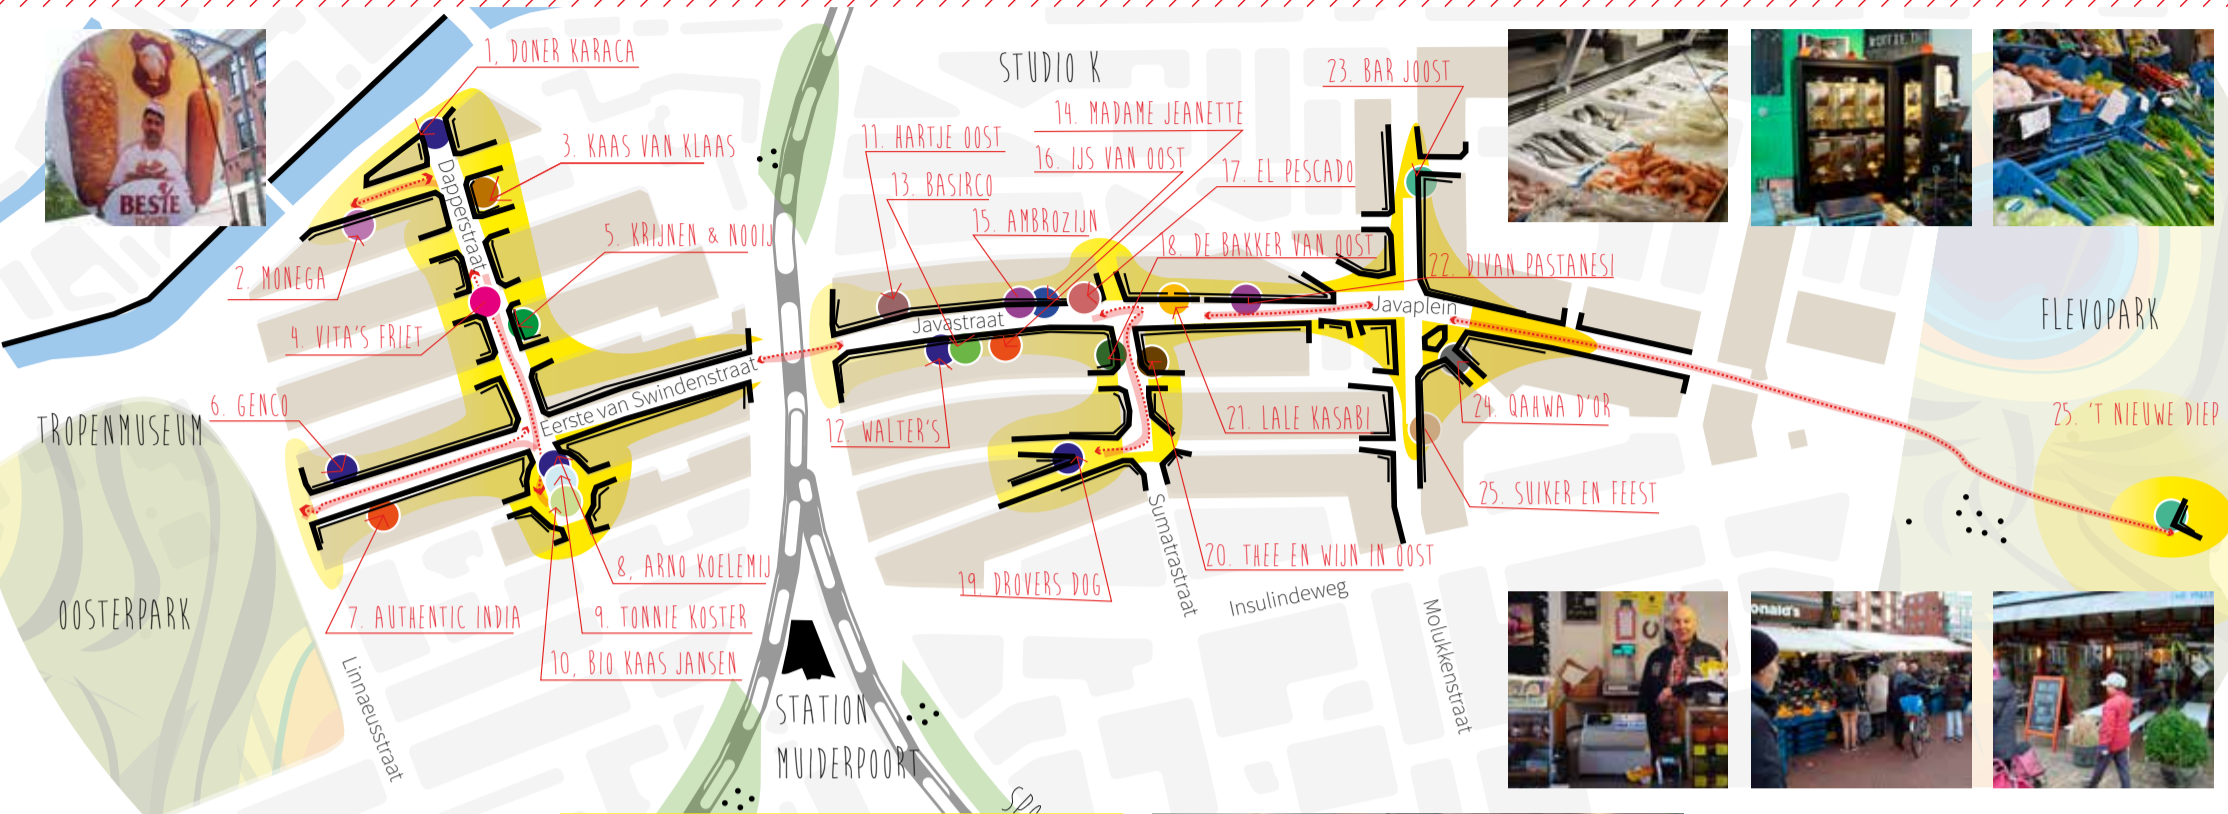 1, DONER KARACA
STUDIO K
23. BAR JOOST
14. MADAME JEANETTE
11. HARTJE OOST
3. KAAS VAN KLAAS
16. IJS VAN OOST
17. EL PESCADO
13. BASIRCO
BESTE
Dapperstraat
15. AMBROZIJN
5. KRIJNEN & NOOIJ
18. DE BAKKER VAN OOST
22. DIVAN PASTANESI
2. MONEGA
Javaplein
FLEVOPARK
Javastraat
4. VITA'S FRIET
Eerste van Swindenstraat
6. GENCO
24. QAHWA D'OR
25. 'T NIEUWE DIEP
TROPENMUSEUM
12. WALTER'S
21. LALE KASABI
25. SUIKER EN FEEST
Sumatrastraat
8, ARNO KOELEMIJ
19. DROVERS DOG
20. THEE EN WIJN IN OOST
Insulindeweg
OOSTERPARK
7. AUTHENTIC INDIA
9. TONNIE KOSTER
onald's
10, BIO KAAS JANSEN
Linnaeusstraat
Molukkenstraat
STATION
MUIDERPOORT